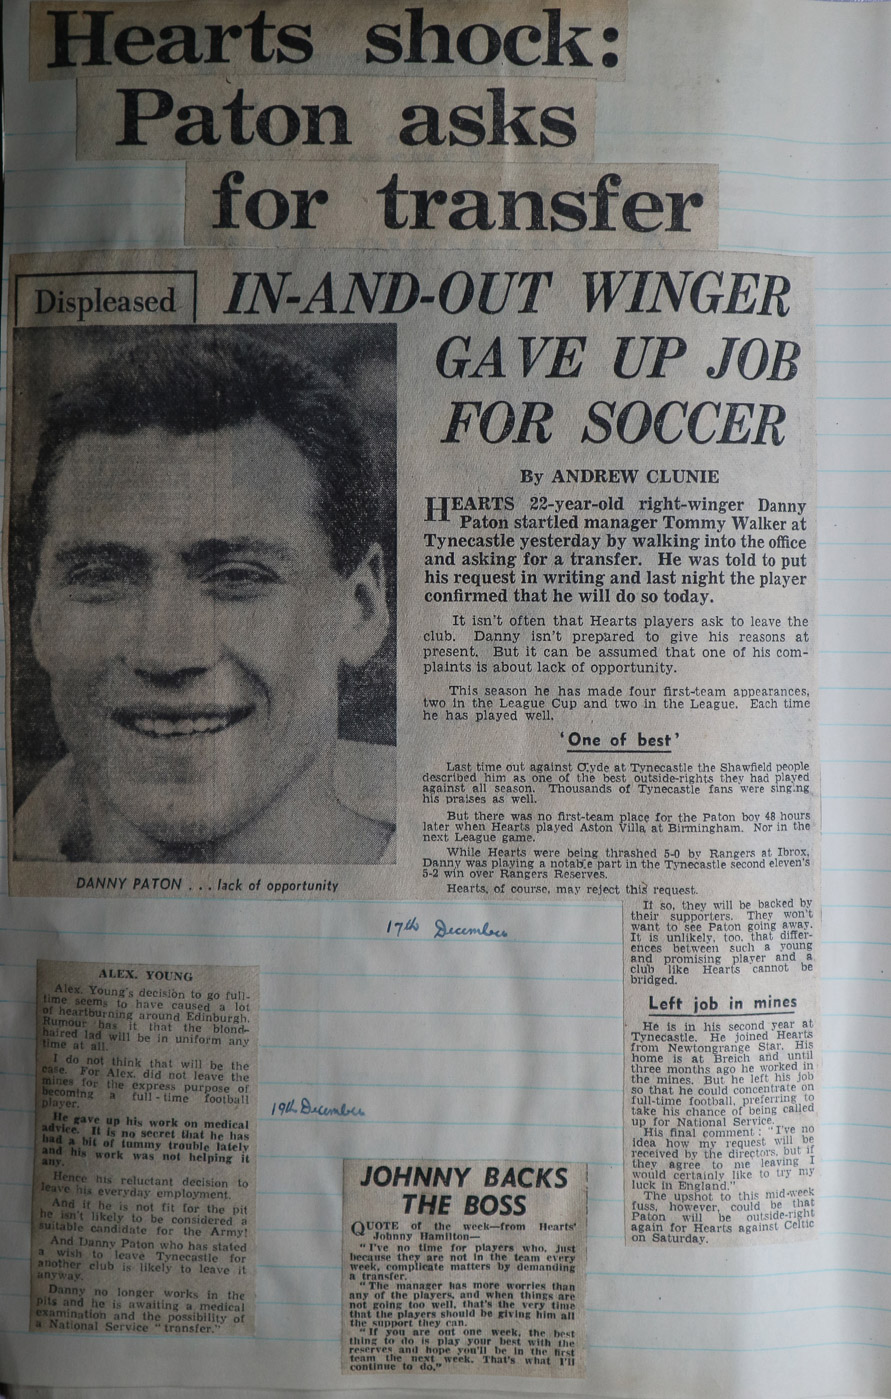 Hearts shock:
Paton asks
for transfer
Displeased
IN-AND-OUT WINGER
GAVE UP JOB
FOR SOCCER
By ANDREW CLUNIE
HEARTS 22-year-old right-winger Danny
Paton startled manager Tommy Walker at
Tynecastle yesterday by walking into the office
and asking for a transfer. He was told to put
his request in writing and last night the player
confirmed that he will do so today.
It isn't often that Hearts players ask to leave the
club. Danny isn't prepared to give his reasons at
present. But it can be assumed that one of his com-
plaints is about lack of opportunity.
This season he has made four first-team appearances,
two in the League Cup and two in the League. Each time
he has played well.
'One of best'
Last time out against Clyde at Tynecastle the Shawfield people
described him as one of the best outside-rights they had played
against all season. Thousands of Tynecastle fans were singing
his praises as well.
But there was no first-team place for the Paton boy 48 hours
later when Hearts played Aston Villa at Birmingham. Nor in the
next League game.
While Hearts were being thrashed 5-0 by Rangers at Ibrox,
Danny was playing a notable part in the Tynecastle second eleven's
5-2 win over Rangers Reserves.
Hearts, of course, may reject this request.
If so, they will be backed by
their supporters. They won't
want to see Paton going away.
It is unlikely, too, that differ-
ences between such a young
and promising player and a
club like Hearts cannot be
bridged.
Left job in mines
He is in his second year at
Tynecastle. He joined Hearts
from Newtongrange Star. His
home is at Breich and until
three months ago he worked in
the mines. But he left his job
so that he could concentrate on
full-time football, preferring to
take his chance of being called
up for National Service.
His final comment: "I've no
idea how my request will be
received by the directors, but if
they agree to me leaving I
would certainly like to try my
luck in England."
The upshot to this mid-week
fuss, however, could be that
Paton will be outside-right
again for Hearts against Celtic
on Saturday.
DANNY PATON . . . lack of opportunity
17th December
ALEX. YOUNG
Alex. Young's decision to go full-
time seems to have caused a lot
of heartburning around Edinburgh.
Rumour has it that the blond-
haired lad will be in uniform any
time at all.
I do not think that will be the
case. For Alex. did not leave the
mines for the express purpose of
becoming a full-time football
player.
He gave up his work on medical
advice. It is no secret that he has
had a bit of tummy trouble lately
and his work was not helping it
any.
Hence his reluctant decision to
leave his everyday employment.
And if he is not fit for the pit
he isn't likely to be considered a
suitable candidate for the Army!
And Danny Paton who has stated
a wish to leave Tynecastle for
another club is likely to leave it
anyway.
Danny no longer works in the
pits and he is awaiting a medical
examination and the possibility of
a National Service "transfer."
19th December
JOHNNY BACKS
THE BOSS
QUOTE of the week—from Hearts'
Johnny Hamilton—
"I've no time for players who, just
because they are not in the team every
week, complicate matters by demanding
a transfer.
"The manager has more worries than
any of the players, and when things are
not going too well, that's the very time
that the players should be giving him all
the support they can.
"If you are out one week, the best
thing to do is play your best with the
reserves and hope you'll be in the first
team the next week. That's what I'll
continue to do."